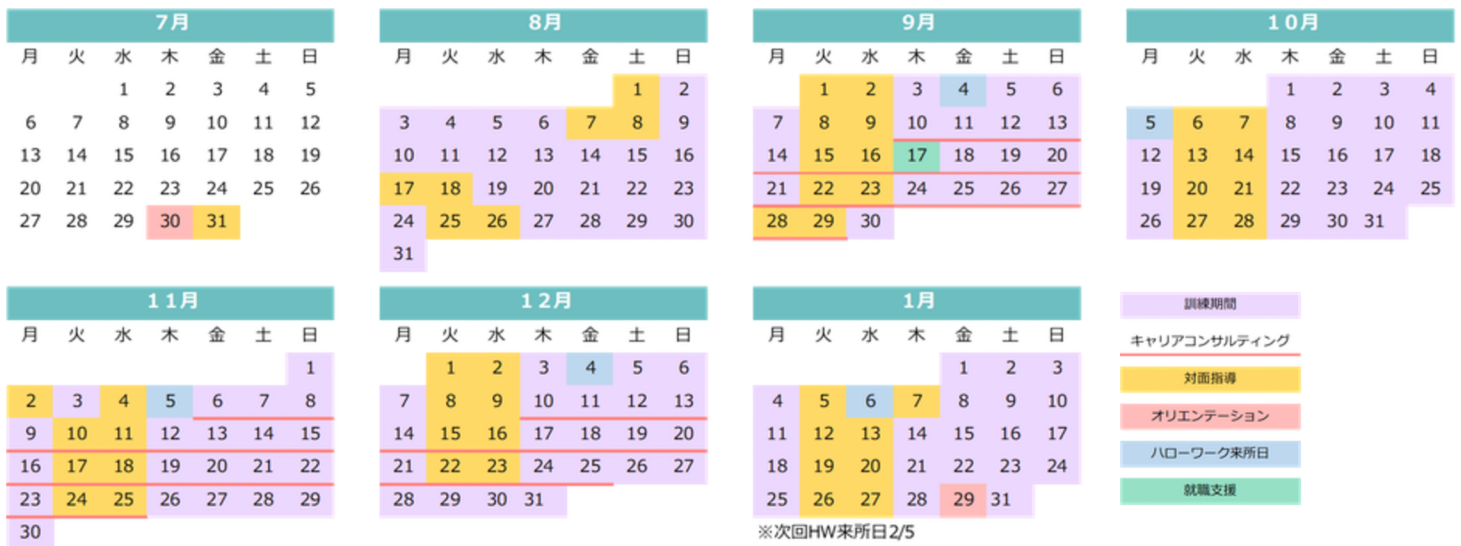 7月
月 火 水 木 金 土 日
1 2 3 4 5
6 7 8 9 10 11 12
13 14 15 16 17 18 19
20 21 22 23 24 25 26
27 28 29 30 31
8月
月 火 水 木 金 土 日
1 2
3 4 5 6 7 8 9
10 11 12 13 14 15 16
17 18 19 20 21 22 23
24 25 26 27 28 29 30
31
9月
月 火 水 木 金 土 日
1 2 3 4 5 6
7 8 9 10 11 12 13
14 15 16 17 18 19 20
21 22 23 24 25 26 27
28 29 30
10月
月 火 水 木 金 土 日
1 2 3 4
5 6 7 8 9 10 11
12 13 14 15 16 17 18
19 20 21 22 23 24 25
26 27 28 29 30 31
11月
月 火 水 木 金 土 日
1
2 3 4 5 6 7 8
9 10 11 12 13 14 15
16 17 18 19 20 21 22
23 24 25 26 27 28 29
30
12月
月 火 水 木 金 土 日
1 2 3 4 5 6
7 8 9 10 11 12 13
14 15 16 17 18 19 20
21 22 23 24 25 26 27
28 29 30 31
1月
月 火 水 木 金 土 日
1 2 3
4 5 6 7 8 9 10
11 12 13 14 15 16 17
18 19 20 21 22 23 24
25 26 27 28 29 31
※次回HW来所日2/5
訓練期間
キャリアコンサルティング
対面指導
オリエンテーション
ハローワーク来所日
就職支援